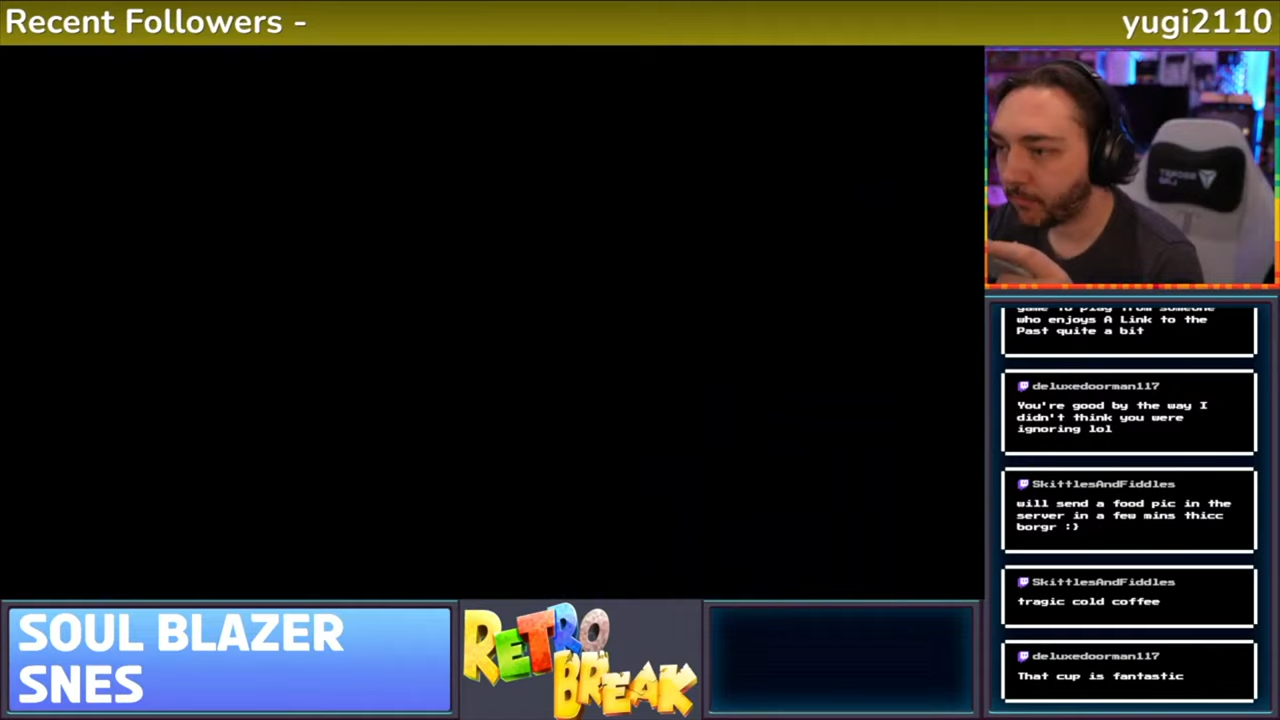 Recent Followers -
yugi2110
who enjoys A Link to the
Past quite a bit
deluxedoorman117
You're good by the way I
didn't think you were
ignoring lol
SkittlesAndFiddles
will send a food pic in the
server in a few mins thicc
borgr :)
SkittlesAndFiddles
tragic cold coffee
deluxedoorman117
That cup is fantastic
SOUL BLAZER
SNES
RETRO
BREAK